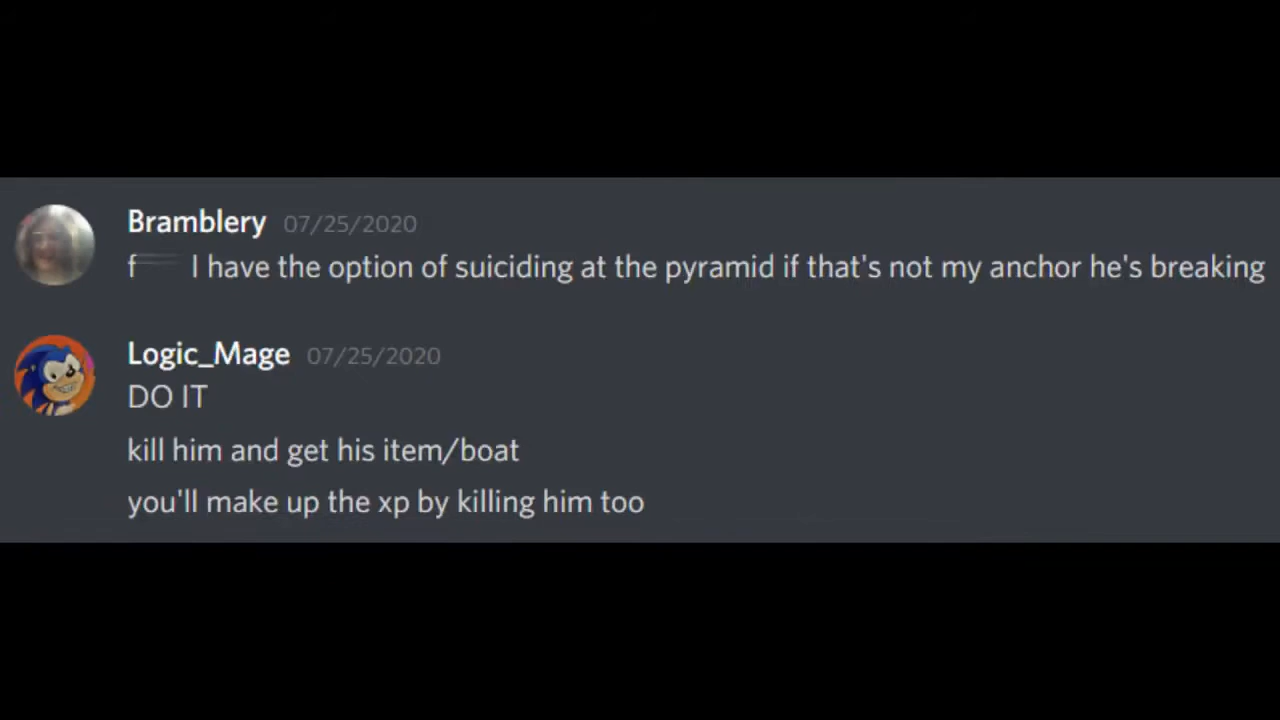 Bramblery 07/25/2020
f I have the option of suiciding at the pyramid if that's not my anchor he's breaking
Logic_Mage 07/25/2020
DO IT
kill him and get his item/boat
you'll make up the xp by killing him too